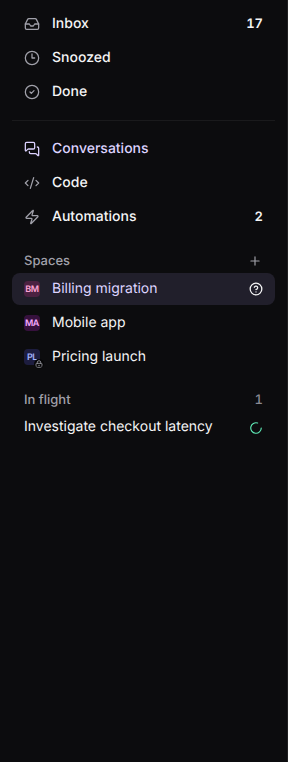 Inbox 17
Snoozed
Done
Conversations
Code
Automations 2
Spaces
BM Billing migration
MA Mobile app
PL Pricing launch
In flight 1
Investigate checkout latency